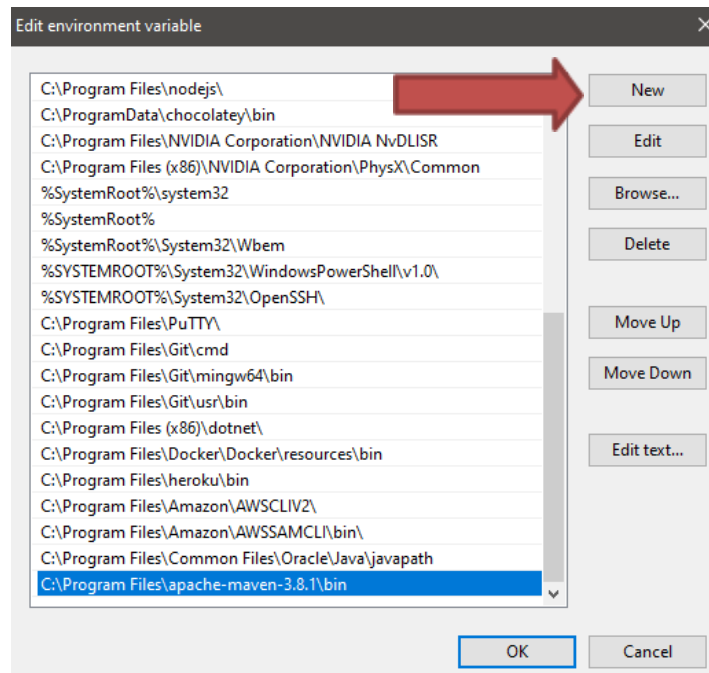 Edit environment variable
C:\Program Files\nodejs\
C:\ProgramData\chocolatey\bin
C:\Program Files\NVIDIA Corporation\NVIDIA NvDLISR
C:\Program Files (x86)\NVIDIA Corporation\PhysX\Common
%SystemRoot%\system32
%SystemRoot%
%SystemRoot%\System32\Wbem
%SYSTEMROOT%\System32\WindowsPowerShell\v1.0\
%SYSTEMROOT%\System32\OpenSSH\
C:\Program Files\PuTTY\
C:\Program Files\Git\cmd
C:\Program Files\Git\mingw64\bin
C:\Program Files\Git\usr\bin
C:\Program Files (x86)\dotnet\
C:\Program Files\Docker\Docker\resources\bin
C:\Program Files\heroku\bin
C:\Program Files\Amazon\AWSCLIV2\
C:\Program Files\Amazon\AWSSAMCLI\bin\
C:\Program Files\Common Files\Oracle\Java\javapath
C:\Program Files\apache-maven-3.8.1\bin
New
Edit
Browse...
Delete
Move Up
Move Down
Edit text...
OK
Cancel